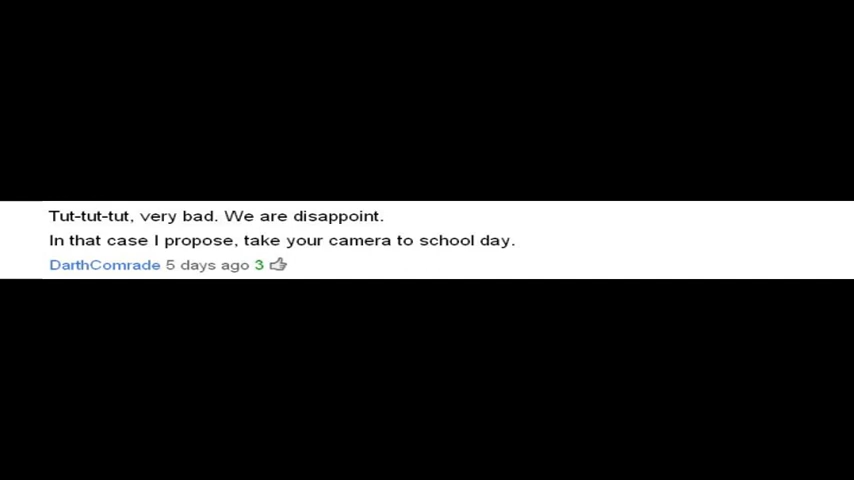 Tut-tut-tut, very bad. We are disappoint.
In that case I propose, take your camera to school day.
DarthComrade 5 days ago 3